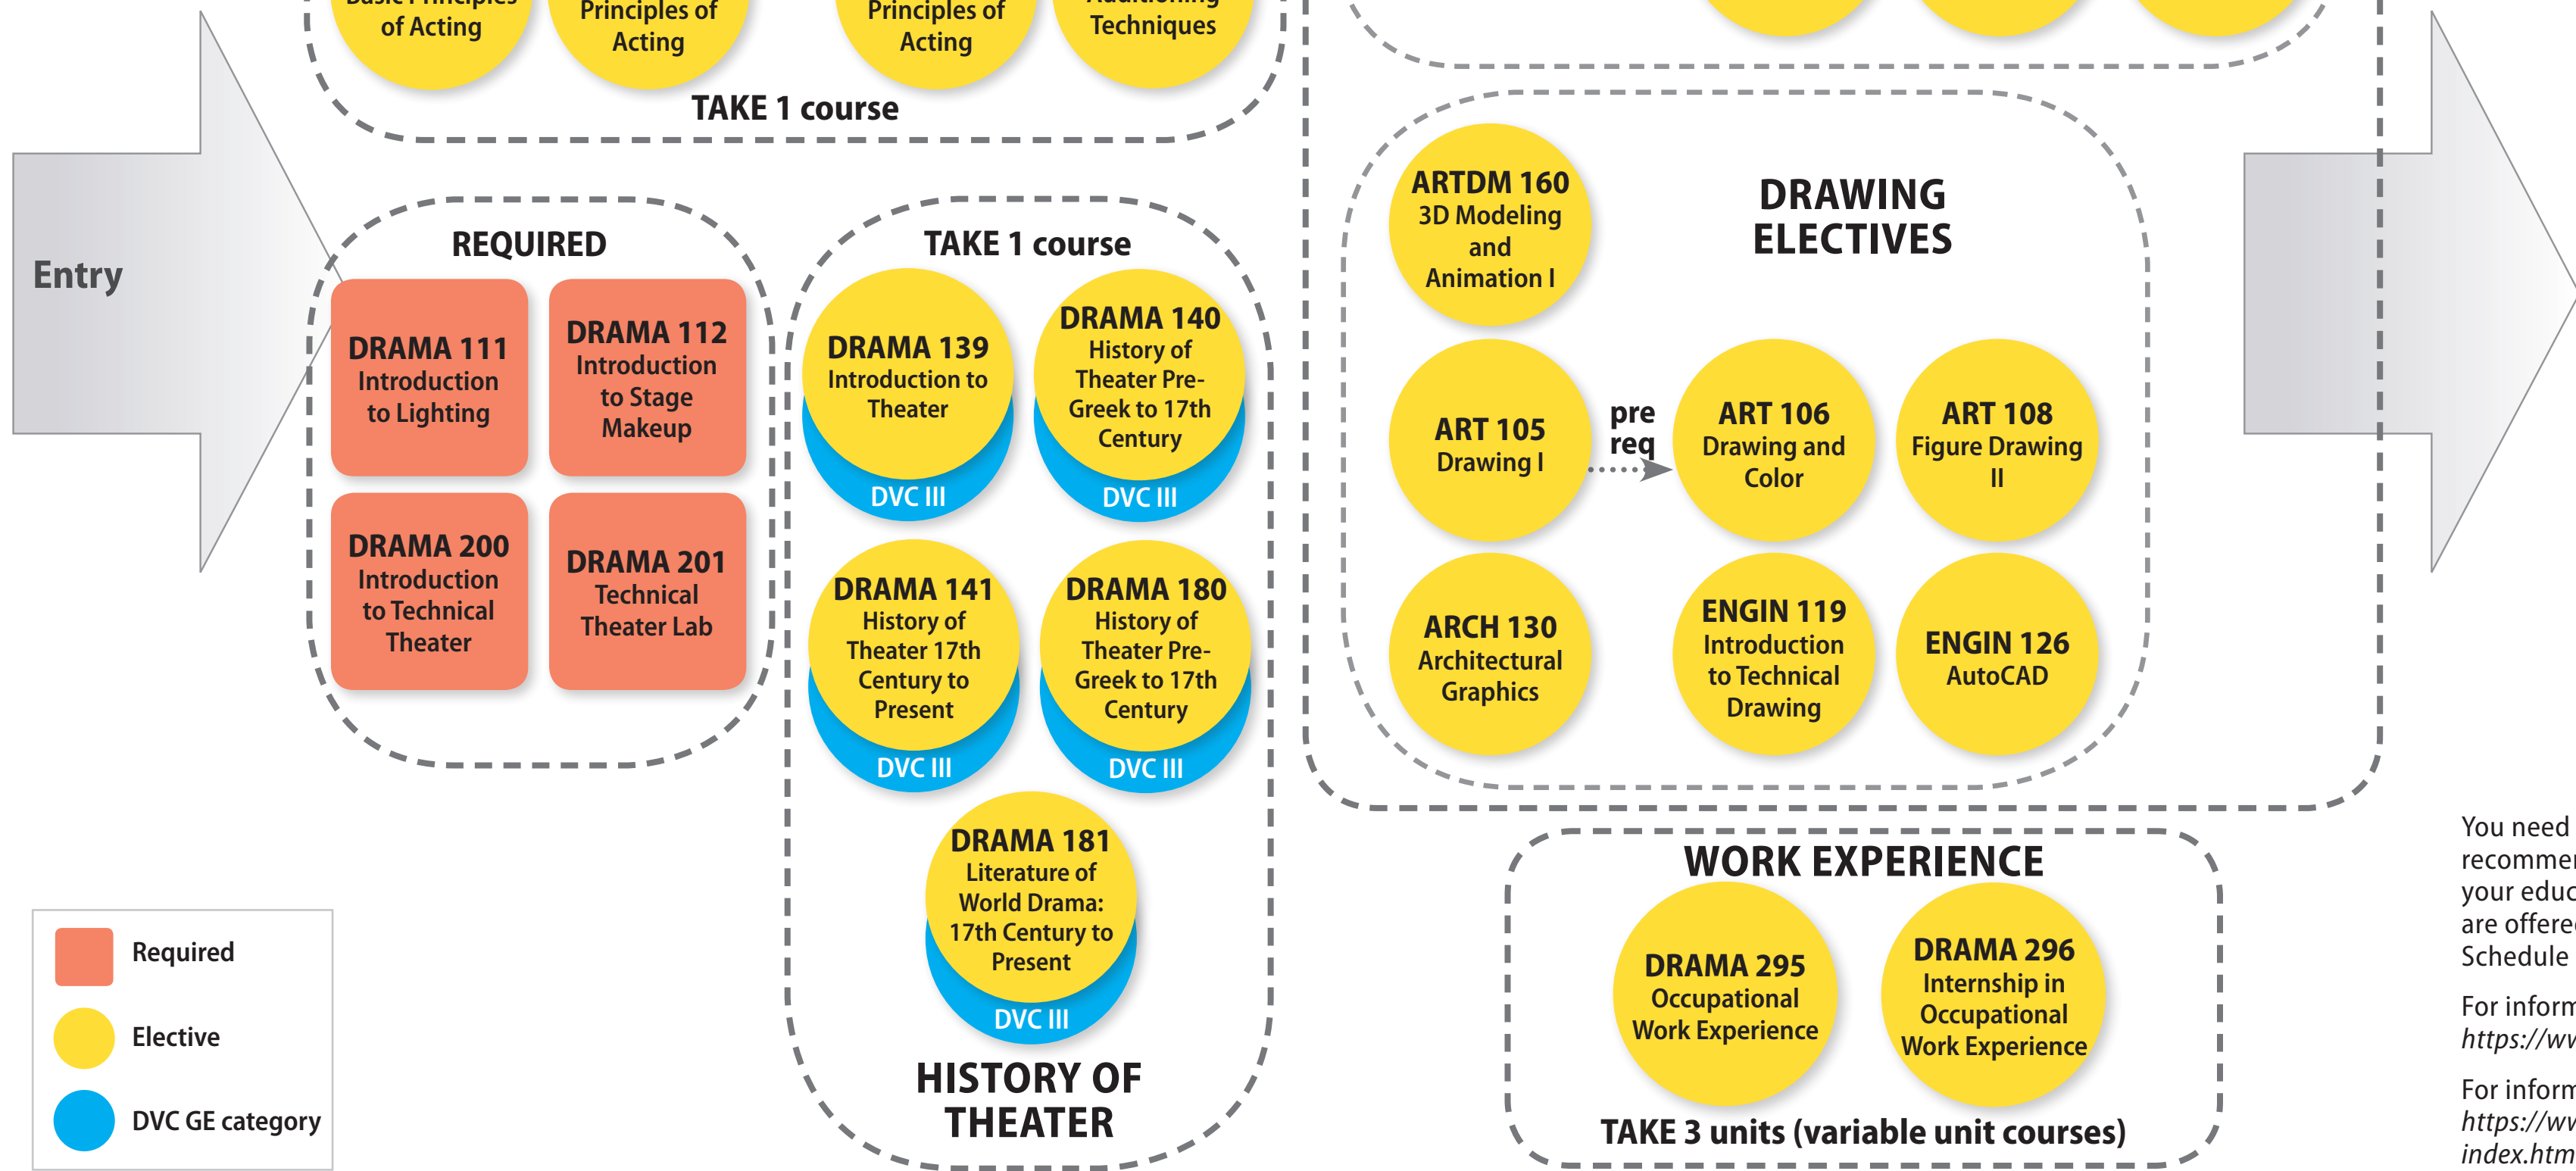 of Acting
Principles of
Acting
Principles of
Acting
Techniques
TAKE 1 course
Entry
REQUIRED
DRAMA 111
Introduction
to Lighting
DRAMA 112
Introduction
to Stage
Makeup
DRAMA 200
Introduction
to Technical
Theater
DRAMA 201
Technical
Theater Lab
TAKE 1 course
DRAMA 139
Introduction to
Theater
DVC III
DRAMA 140
History of
Theater Pre-
Greek to 17th
Century
DVC III
DRAMA 141
History of
Theater 17th
Century to
Present
DVC III
DRAMA 180
History of
Theater Pre-
Greek to 17th
Century
DVC III
DRAMA 181
Literature of
World Drama:
17th Century to
Present
DVC III
HISTORY OF
THEATER
DRAWING
ELECTIVES
ARTDM 160
3D Modeling
and
Animation I
ART 105
Drawing I
pre
req
ART 106
Drawing and
Color
ART 108
Figure Drawing
II
ARCH 130
Architectural
Graphics
ENGIN 119
Introduction
to Technical
Drawing
ENGIN 126
AutoCAD
WORK EXPERIENCE
DRAMA 295
Occupational
Work Experience
DRAMA 296
Internship in
Occupational
Work Experience
TAKE 3 units (variable unit courses)
Required
Elective
DVC GE category
You need
your
Schedule
For
For